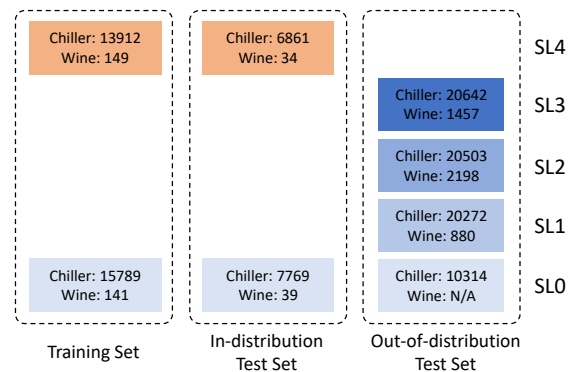 Chiller: 13912
Wine: 149
Chiller: 6861
Wine: 34
SL4
Chiller: 20642
Wine: 1457
SL3
Chiller: 20503
Wine: 2198
SL2
Chiller: 20272
Wine: 880
SL1
Chiller: 15789
Wine: 141
Chiller: 7769
Wine: 39
Chiller: 10314
Wine: N/A
SL0
Training Set
In-distribution
Test Set
Out-of-distribution
Test Set